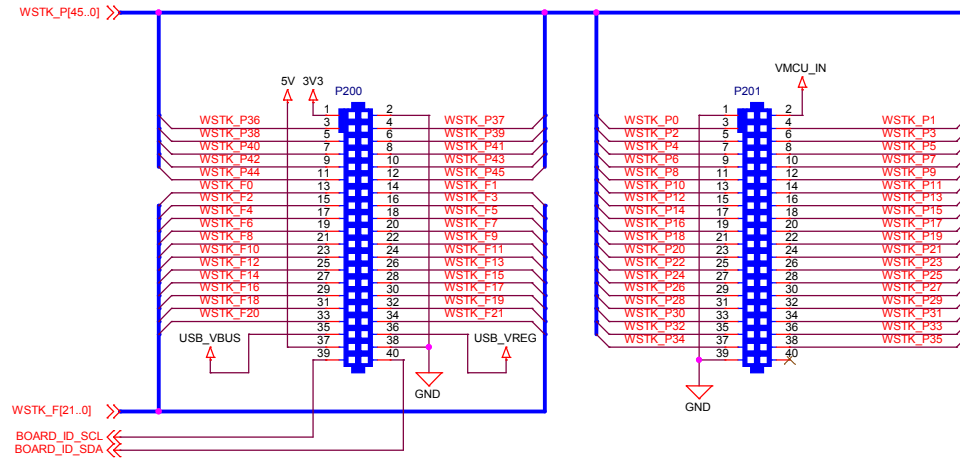 WSTK_P[45..0]
5V 3V3 P200
VMCU_IN
P201
1 2 1 2
WSTK_P36 3 4 WSTK_P37 WSTK_P0 3 4 WSTK_P1
WSTK_P38 5 6 WSTK_P39 WSTK_P2 5 6 WSTK_P3
WSTK_P40 7 8 WSTK_P41 WSTK_P4 7 8 WSTK_P5
WSTK_P42 9 10 WSTK_P43 WSTK_P6 9 10 WSTK_P7
WSTK_P44 11 12 WSTK_P45 WSTK_P8 11 12 WSTK_P9
WSTK_F0 13 14 WSTK_F1 WSTK_P10 13 14 WSTK_P11
WSTK_F2 15 16 WSTK_F3 WSTK_P12 15 16 WSTK_P13
WSTK_F4 17 18 WSTK_F5 WSTK_P14 17 18 WSTK_P15
WSTK_F6 19 20 WSTK_F7 WSTK_P16 19 20 WSTK_P17
WSTK_F8 21 22 WSTK_F9 WSTK_P18 21 22 WSTK_P19
WSTK_F10 23 24 WSTK_F11 WSTK_P20 23 24 WSTK_P21
WSTK_F12 25 26 WSTK_F13 WSTK_P22 25 26 WSTK_P23
WSTK_F14 27 28 WSTK_F15 WSTK_P24 27 28 WSTK_P25
WSTK_F16 29 30 WSTK_F17 WSTK_P26 29 30 WSTK_P27
WSTK_F18 31 32 WSTK_F19 WSTK_P28 31 32 WSTK_P29
WSTK_F20 33 34 WSTK_F21 WSTK_P30 33 34 WSTK_P31
35 36 WSTK_P32 35 36 WSTK_P33
USB_VBUS 37 38 USB_VREG WSTK_P34 37 38 WSTK_P35
39 40 39 40
GND
GND
WSTK_F[21..0]
BOARD_ID_SCL
BOARD_ID_SDA